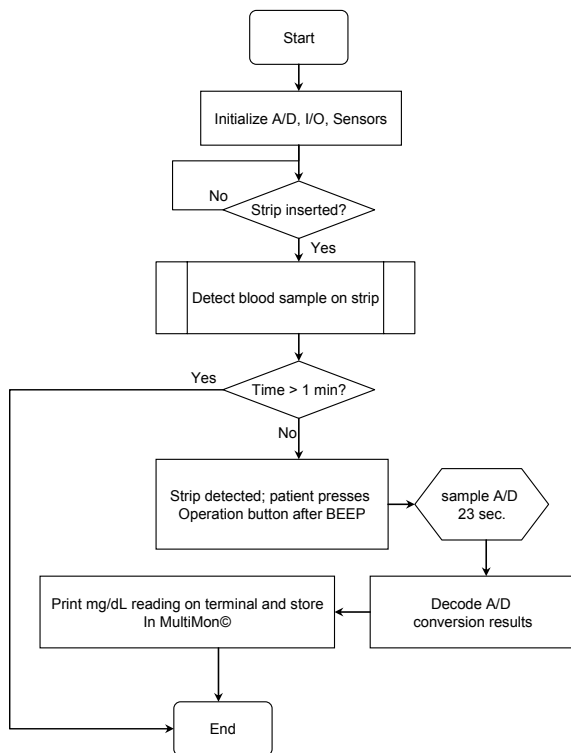 Start
Initialize A/D, I/O, Sensors
No
Strip inserted?
Yes
Detect blood sample on strip
Yes
Time > 1 min?
No
Strip detected; patient presses
Operation button after BEEP
sample A/D
23 sec.
Print mg/dL reading on terminal and store
In MultiMon©
Decode A/D
conversion results
End